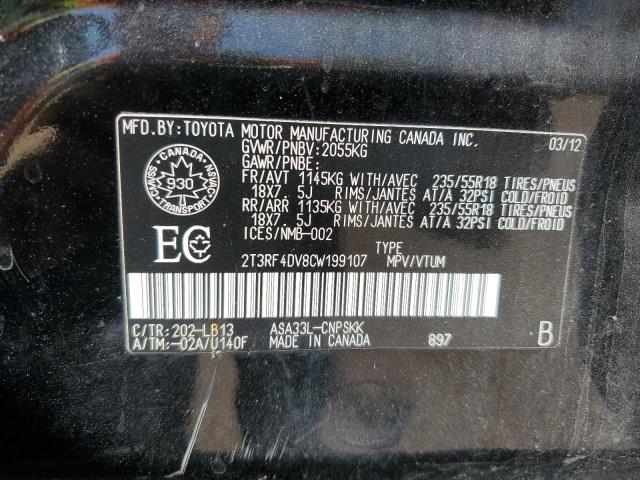 MFD.BY:TOYOTA MOTOR MANUFACTURING CANADA INC. 03/12
GVWR/PNBV:2055KG
GAWR/PNBE:
FR/AVT 1145KG WITH/AVEC 235/55R18 TIRES/PNEUS
18X7.5J RIMS/JANTES AT/A 32PSI COLD/FROID
RR/ARR 1135KG WITH/AVEC 235/55R18 TIRES/PNEUS
18X7.5J RIMS/JANTES AT/A 32PSI COLD/FROID
ICES/NMB-002
CANADA
930
TRANSPORT
CMVSS
NSVAC
EC
TYPE
2T3RF4DV8CW199107 MPV/VTUM
C/TR:202-LB13 ASA33L-CNPSKK
A/TM:-02A/U140F MADE IN CANADA 897 B